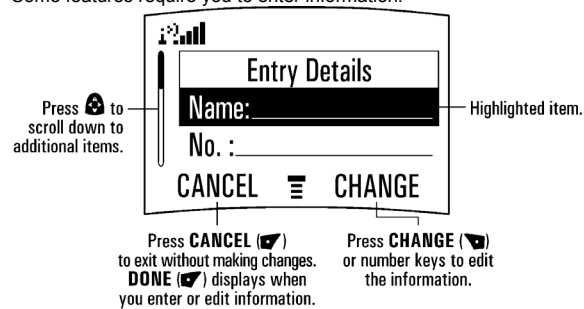 Some features require you to enter information.
Entry Details
Name:
No. :
CANCEL
CHANGE
Press to
scroll down to
additional items.
Highlighted item.
Press CANCEL ( )
to exit without making changes.
DONE ( ) displays when
you enter or edit information.
Press CHANGE ( )
or number keys to edit
the information.